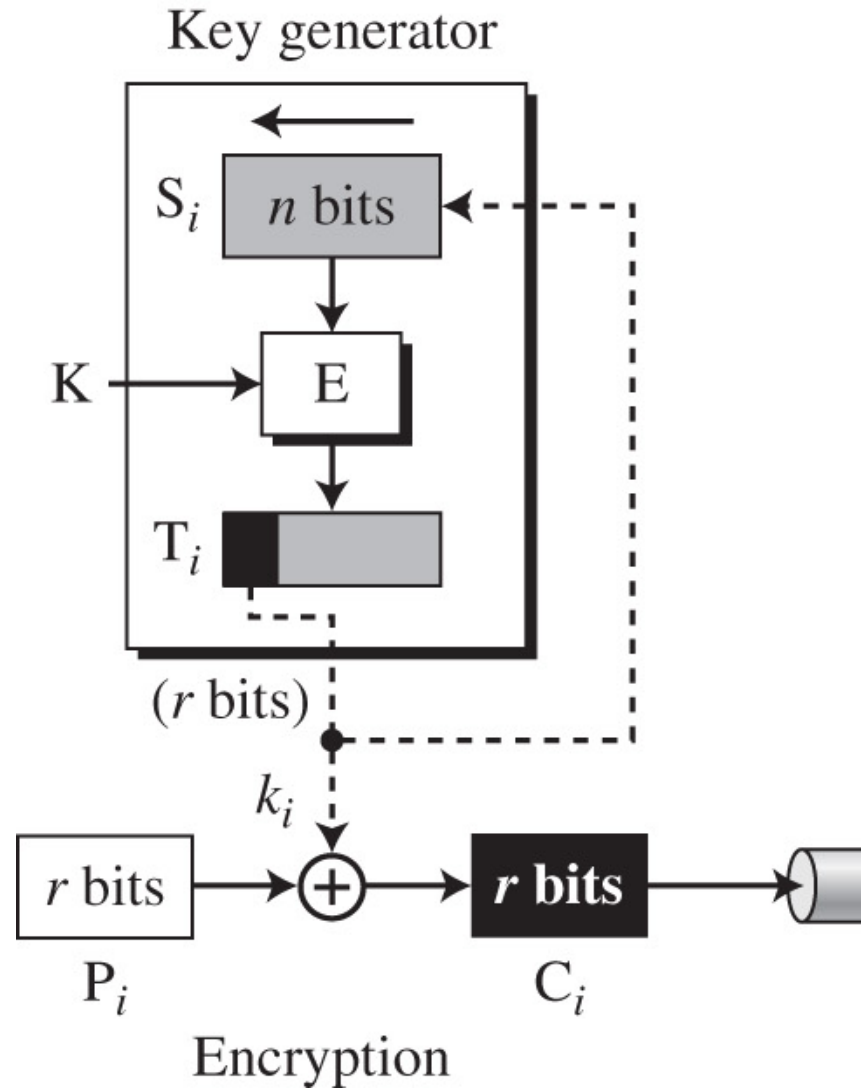 Key generator
S_i
n bits
K
E
T_i
(r bits)
k_i
r bits
r bits
P_i
C_i
Encryption